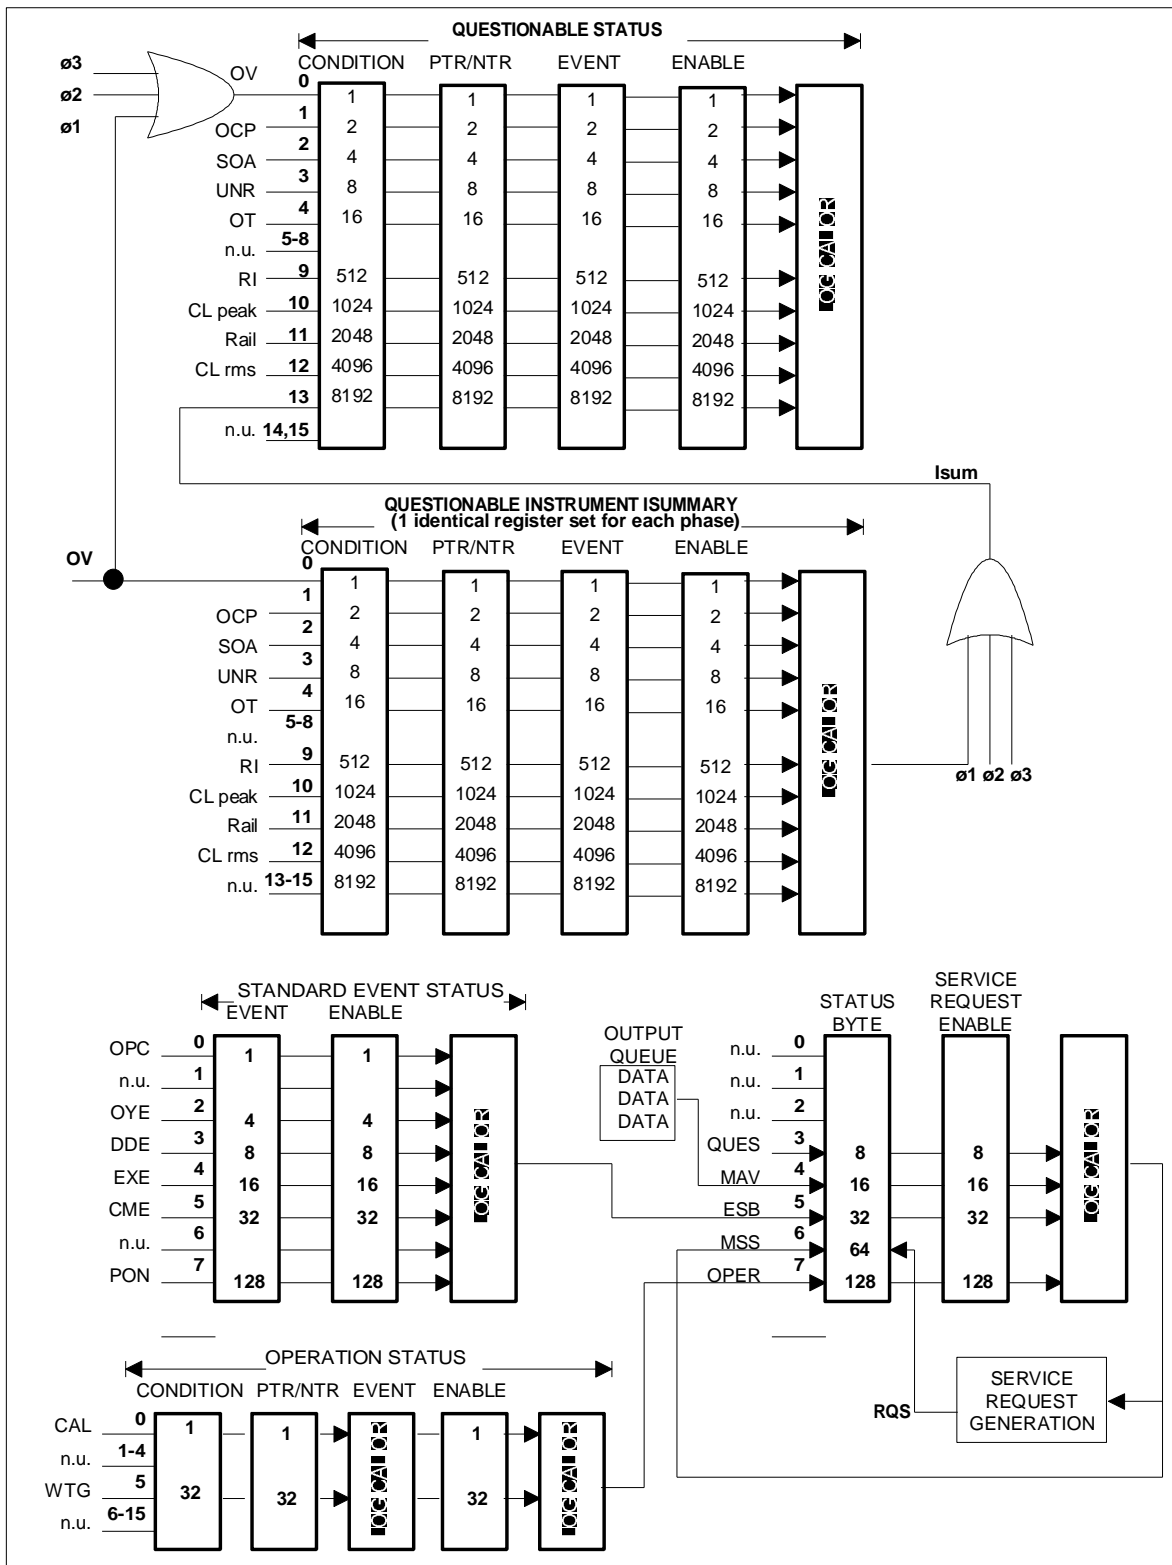 QUESTIONABLE STATUS
CONDITION PTR/NTR EVENT ENABLE
ø3
ø2
ø1
OV 0 1 1 1 1
OCP 1 2 2 2 2
SOA 2 4 4 4 4
UNR 3 8 8 8 8
OT 4 16 16 16 16
n.u. 5-8
RI 9 512 512 512 512
CL peak 10 1024 1024 1024 1024
Rail 11 2048 2048 2048 2048
CL rms 12 4096 4096 4096 4096
13 8192 8192 8192 8192
n.u. 14,15
LOGICAL OR
Isum
QUESTIONABLE INSTRUMENT ISUMMARY
(1 identical register set for each phase)
CONDITION PTR/NTR EVENT ENABLE
OV 0 1 1 1 1
OCP 1 2 2 2 2
SOA 2 4 4 4 4
UNR 3 8 8 8 8
OT 4 16 16 16 16
n.u. 5-8
RI 9 512 512 512 512
CL peak 10 1024 1024 1024 1024
Rail 11 2048 2048 2048 2048
CL rms 12 4096 4096 4096 4096
n.u. 13-15 8192 8192 8192 8192
LOGICAL OR
ø1 ø2 ø3
STANDARD EVENT STATUS
EVENT ENABLE
OPC 0 1 1
n.u. 1
OYE 2 4 4
DDE 3 8 8
EXE 4 16 16
CME 5 32 32
n.u. 6
PON 7 128 128
LOGICAL OR
OUTPUT
QUEUE
DATA
DATA
DATA
STATUS
BYTE
SERVICE
REQUEST
ENABLE
n.u. 0
n.u. 1
n.u. 2
QUES 3 8 8
MAV 4 16 16
ESB 5 32 32
MSS 6 64
OPER 7 128 128
LOGICAL OR
SERVICE
REQUEST
GENERATION
RQS
OPERATION STATUS
CONDITION PTR/NTR EVENT ENABLE
CAL 0 1 1 1
n.u. 1-4
WTG 5 32 32 32
n.u. 6-15
LOGICAL OR
LOGICAL OR